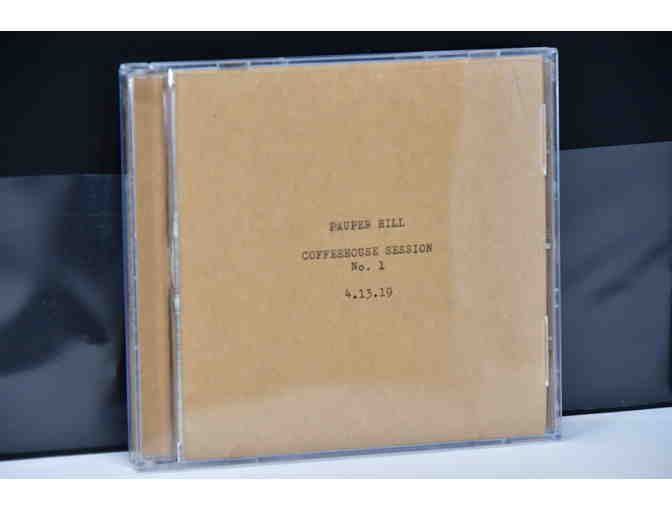 PAUPER HILL
COFFEEHOUSE SESSION
No. 1
4.13.19